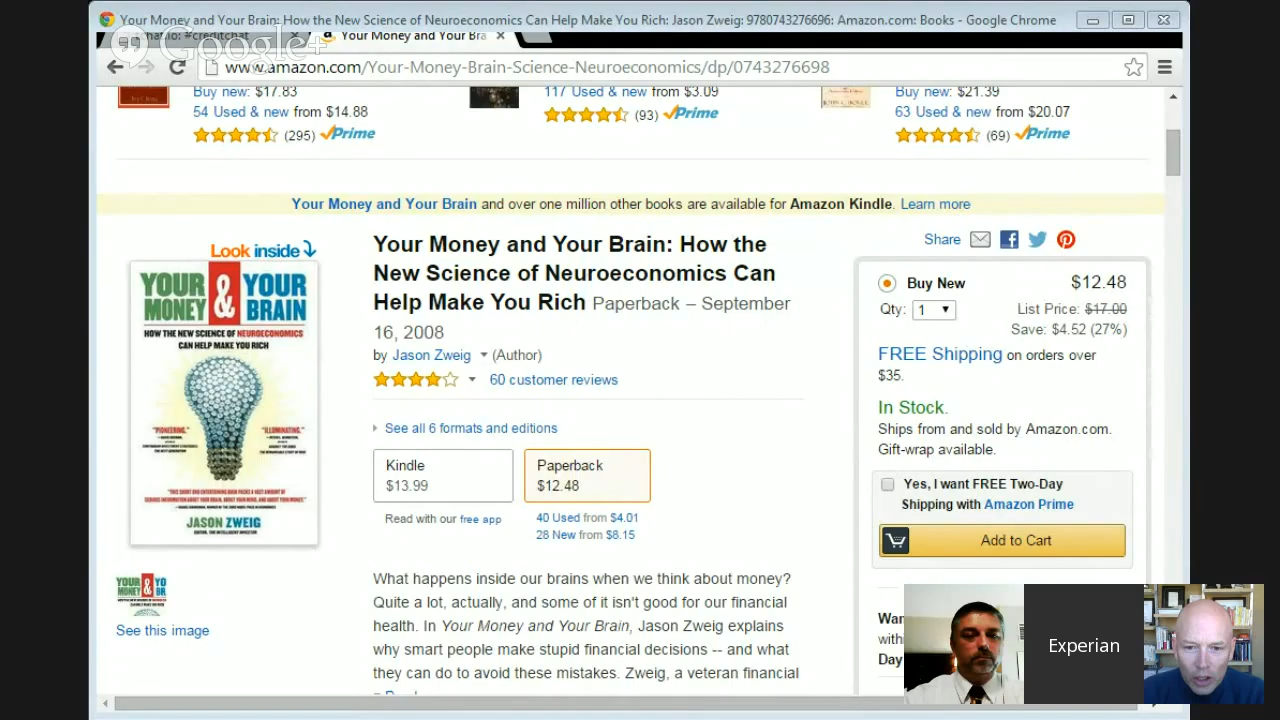 Your Money and Your Brain: How the New Science of Neuroeconomics Can Help Make You Rich: Jason Zweig: 9780743276696: Amazon.com: Books - Google Chrome
Google+
#creditchat
Your Money and Your Bra
www.amazon.com/Your-Money-Brain-Science-Neuroeconomics/dp/0743276698
Buy new: $17.83
54 Used & new from $14.88
(295) Prime
117 Used & new from $3.09
(93) Prime
Buy new: $21.39
63 Used & new from $20.07
(69) Prime
Your Money and Your Brain and over one million other books are available for Amazon Kindle. Learn more
Look inside
YOUR MONEY & YOUR BRAIN
HOW THE NEW SCIENCE OF NEUROECONOMICS
CAN HELP MAKE YOU RICH
"PIONEERING."
"ILLUMINATING.
JASON ZWEIG
YOUR MONEY & YO BR
See this image
Your Money and Your Brain: How the
New Science of Neuroeconomics Can
Help Make You Rich Paperback – September
16, 2008
by Jason Zweig (Author)
60 customer reviews
See all 6 formats and editions
Kindle
$13.99
Paperback
$12.48
Read with our free app
40 Used from $4.01
28 New from $8.15
What happens inside our brains when we think about money?
Quite a lot, actually, and some of it isn't good for our financial
health. In Your Money and Your Brain, Jason Zweig explains
why smart people make stupid financial decisions -- and what
they can do to avoid these mistakes. Zweig, a veteran financial
Share
Buy New $12.48
Qty: 1
List Price: $17.00
Save: $4.52 (27%)
FREE Shipping on orders over
$35.
In Stock.
Ships from and sold by Amazon.com.
Gift-wrap available.
Yes, I want FREE Two-Day
Shipping with Amazon Prime
Add to Cart
Wan
with
Day
Experian